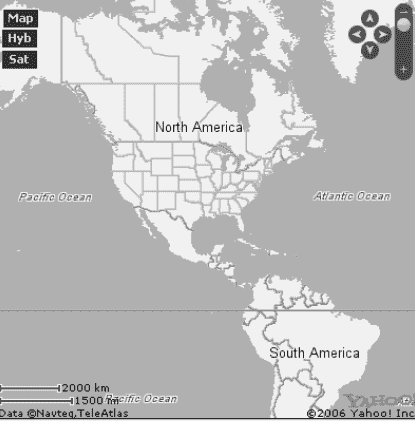 Map
Hyb
Sat
North America
Pacific Ocean
Atlantic Ocean
South America
2000 km
1500 m
Pacific Ocean
YAHOO!
Data ©Navteq,TeleAtlas
©2006 Yahoo! Inc